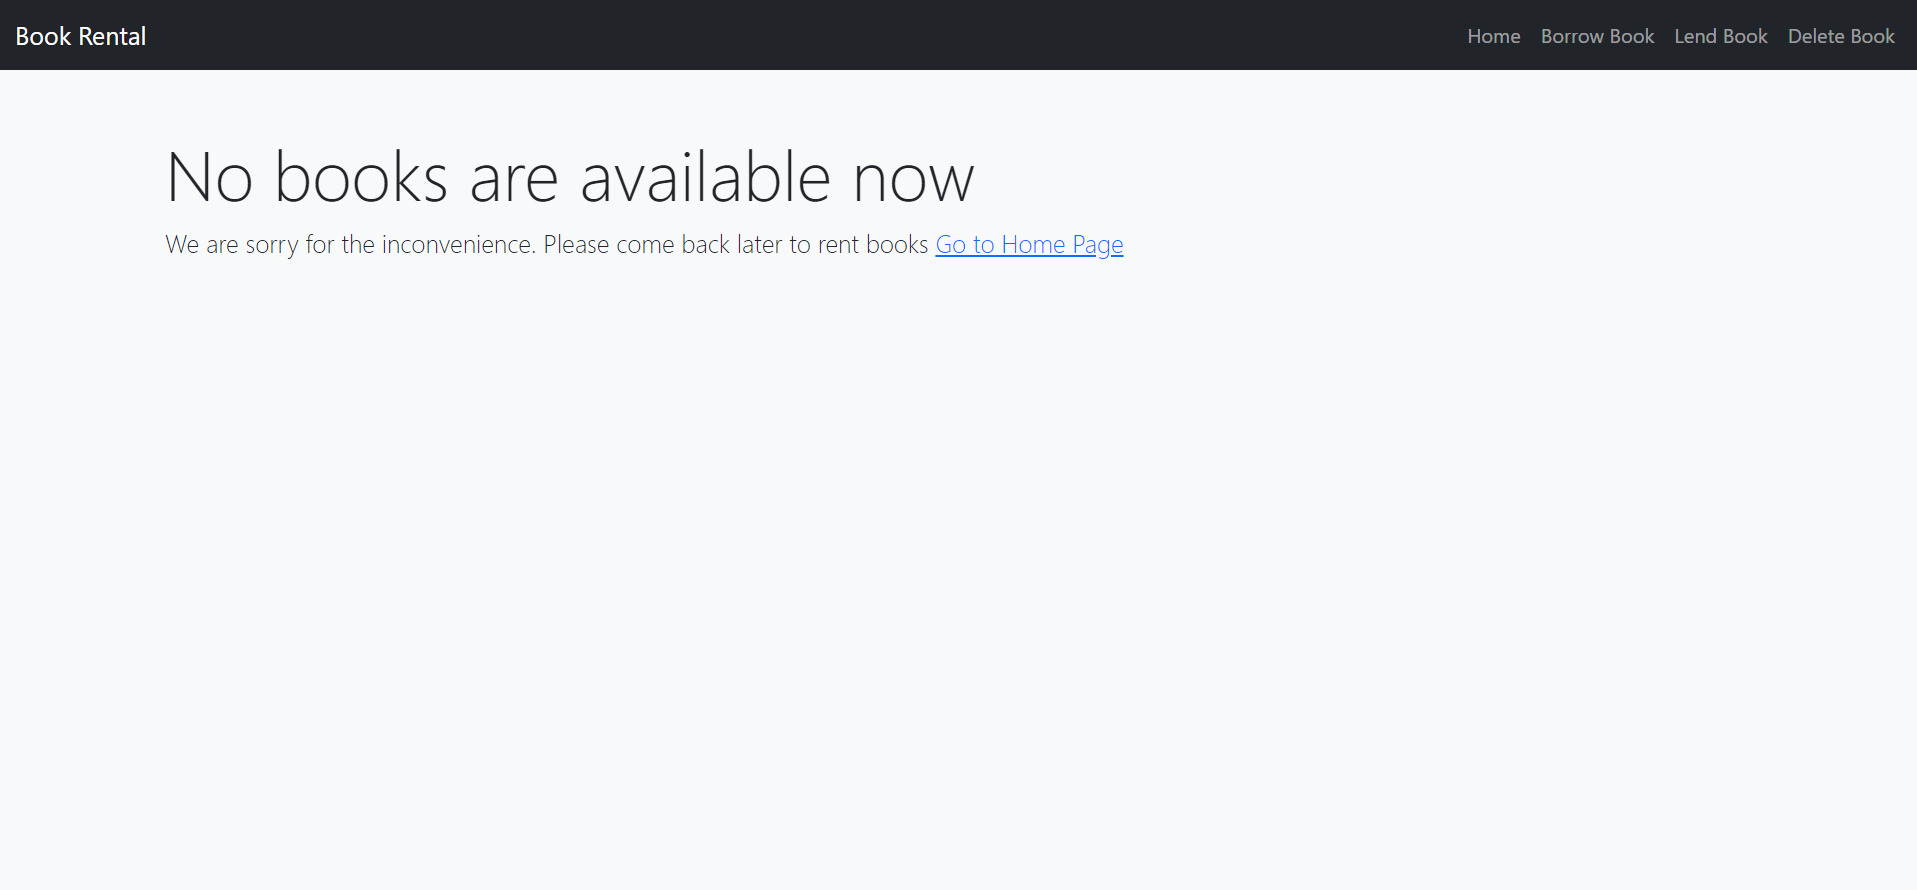 Book Rental Home Borrow Book Lend Book Delete Book
No books are available now
We are sorry for the inconvenience. Please come back later to rent books Go to Home Page